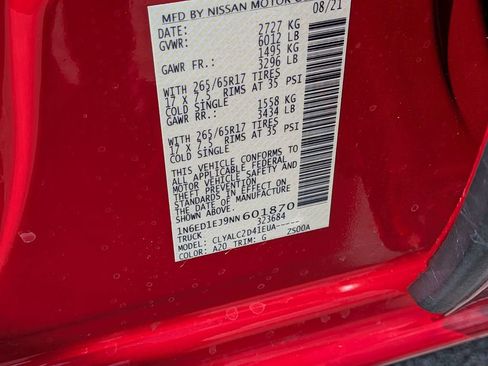 MFD BY NISSAN MOTOR
DATE: 08/21
GVWR: 2727 KG
6012 LB
GAWR FR.: 1495 KG
3296 LB
WITH 265/65R17 TIRES
17 X 7.5 RIMS AT 35 PSI
COLD SINGLE
GAWR RR.: 1558 KG
3434 LB
WITH 265/65R17 TIRES
17 X 7.5 RIMS AT 35 PSI
COLD SINGLE
THIS VEHICLE CONFORMS TO
ALL APPLICABLE FEDERAL
MOTOR VEHICLE SAFETY AND
THEFT PREVENTION
STANDARDS IN EFFECT ON
THE DATE OF MANUFACTURE
SHOWN ABOVE.
1N6ED1EJ9NN601870
TRUCK 323684
MODEL: CLYALCZD41EUA-----
COLOR: A20 TRIM: G ZS00A